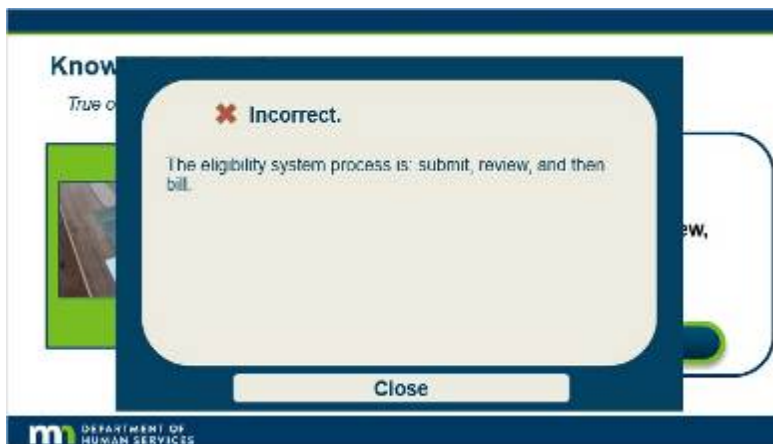 Know
True o
✖ Incorrect.
The eligibility system process is: submit, review, and then
bill.
ew,
Close
mn DEPARTMENT OF
HUMAN SERVICES